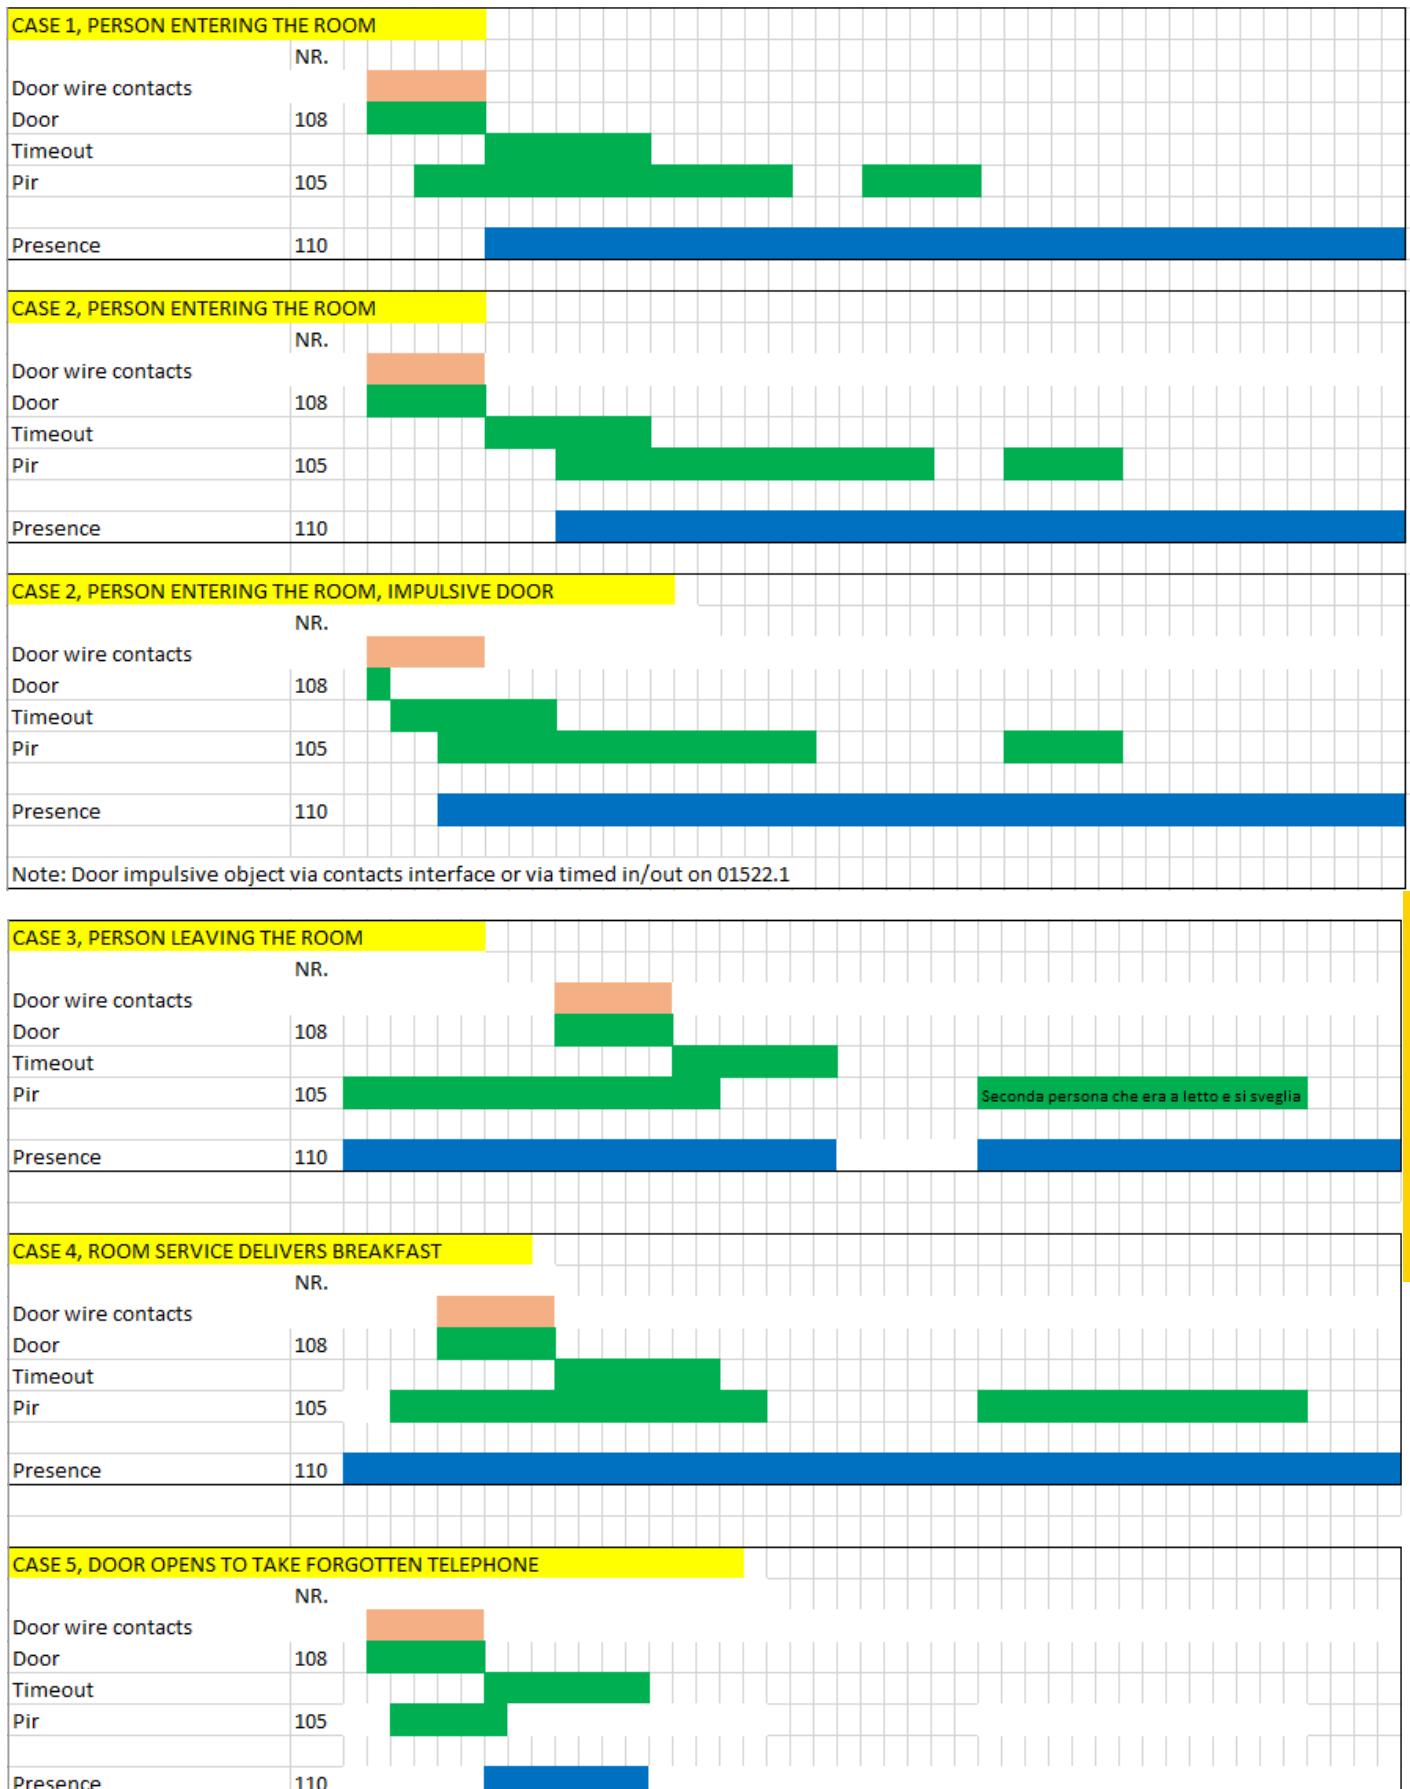 CASE 1, PERSON ENTERING THE ROOM
NR.
Door wire contacts
Door 108
Timeout
Pir 105
Presence 110
CASE 2, PERSON ENTERING THE ROOM
NR.
Door wire contacts
Door 108
Timeout
Pir 105
Presence 110
CASE 2, PERSON ENTERING THE ROOM, IMPULSIVE DOOR
NR.
Door wire contacts
Door 108
Timeout
Pir 105
Presence 110
Note: Door impulsive object via contacts interface or via timed in/out on 01522.1
CASE 3, PERSON LEAVING THE ROOM
NR.
Door wire contacts
Door 108
Timeout
Pir 105 Seconda persona che era a letto e si sveglia
Presence 110
CASE 4, ROOM SERVICE DELIVERS BREAKFAST
NR.
Door wire contacts
Door 108
Timeout
Pir 105
Presence 110
CASE 5, DOOR OPENS TO TAKE FORGOTTEN TELEPHONE
NR.
Door wire contacts
Door 108
Timeout
Pir 105
Presence 110